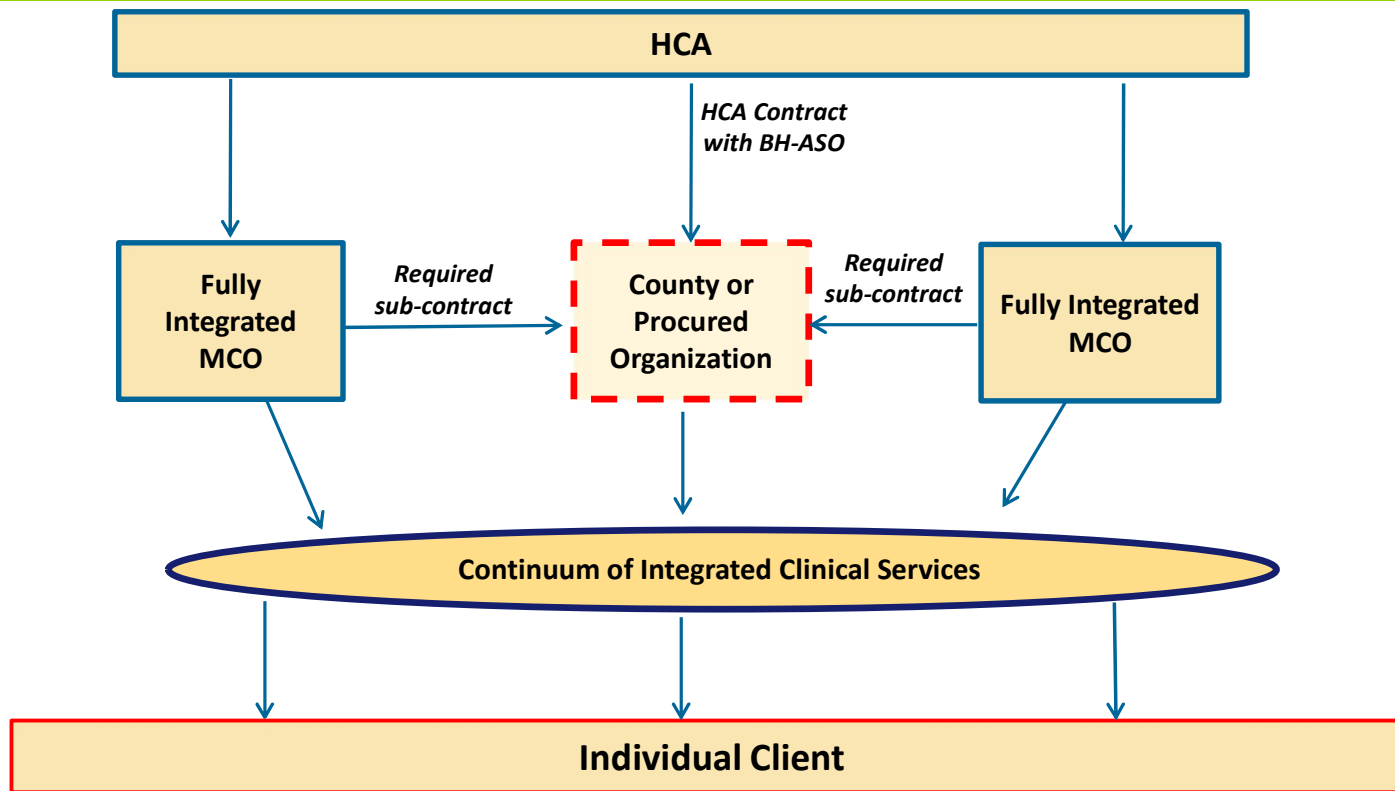 HCA
HCA Contract
with BH-ASO
Fully
Integrated
MCO
Required
sub-contract
County or
Procured
Organization
Required
sub-contract
Fully Integrated
MCO
Continuum of Integrated Clinical Services
Individual Client